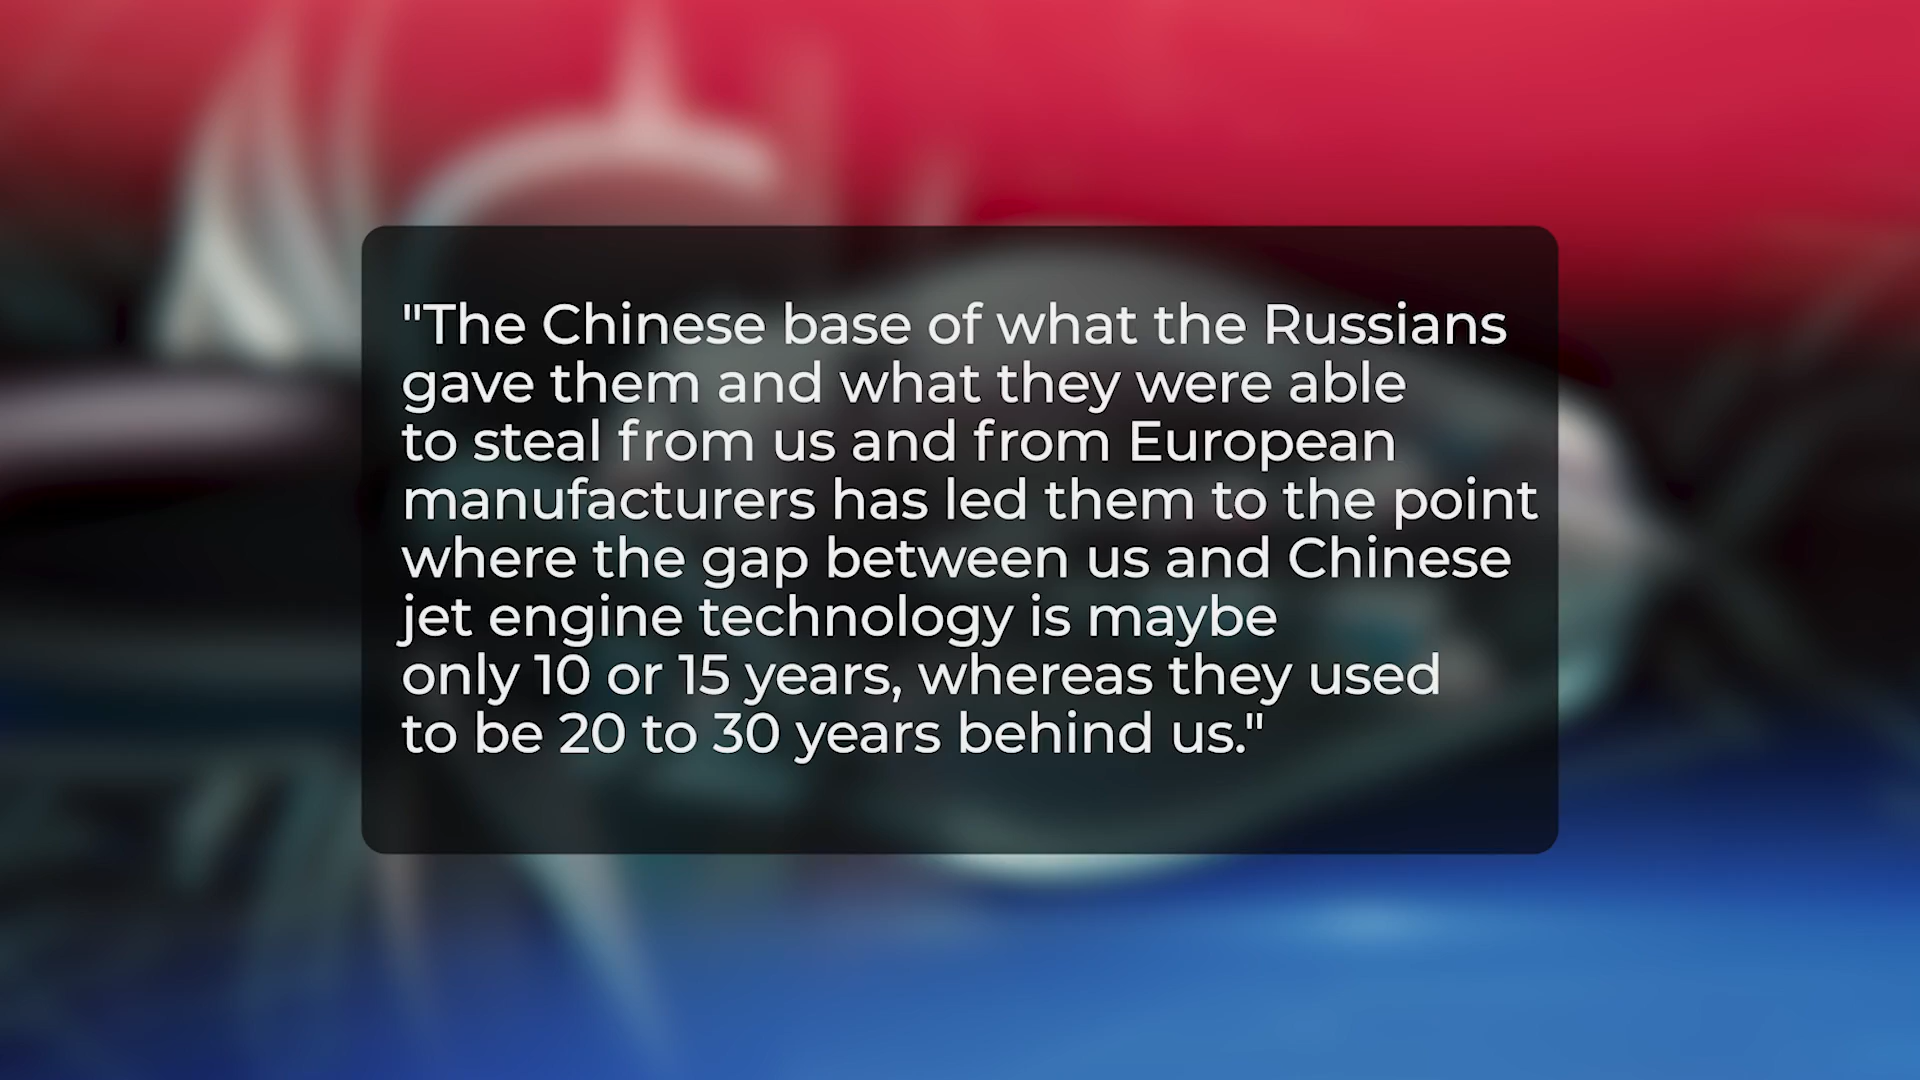 "The Chinese base of what the Russians
gave them and what they were able
to steal from us and from European
manufacturers has led them to the point
where the gap between us and Chinese
jet engine technology is maybe
only 10 or 15 years, whereas they used
to be 20 to 30 years behind us."